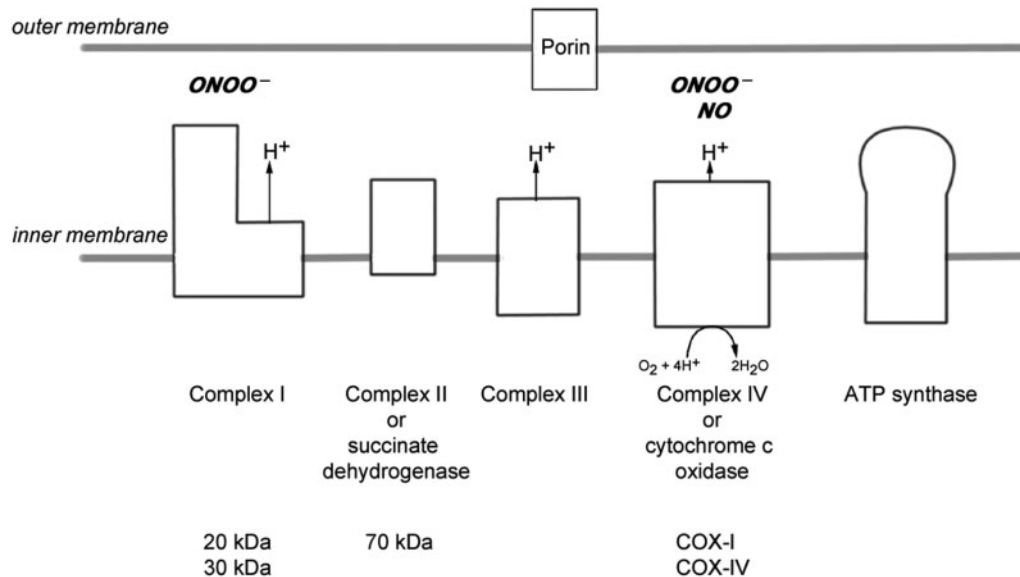 outer membrane
Porin
ONOO⁻
ONOO⁻
NO
H⁺
H⁺
H⁺
inner membrane
O₂ + 4H⁺
2H₂O
Complex I
Complex II
or
succinate
dehydrogenase
Complex III
Complex IV
or
cytochrome c
oxidase
ATP synthase
20 kDa
30 kDa
70 kDa
COX-I
COX-IV